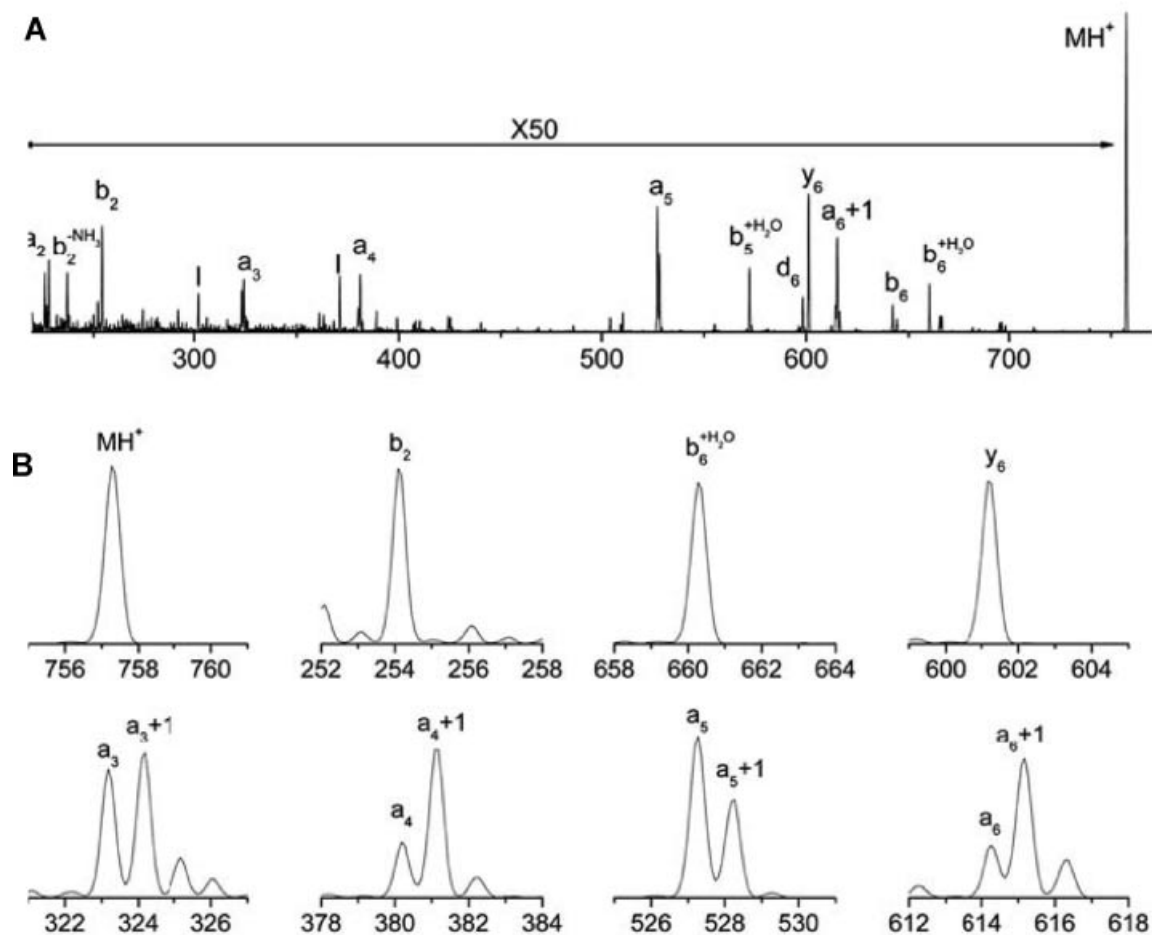 A
MH⁺
X50
a₂ b₂⁻ᴺᴴ³ b₂ I a₃ I a₄ a₅ b₅⁺ᴴ²ᴼ d₆ y₆ a₆+1 b₆ b₆⁺ᴴ²ᴼ
300 400 500 600 700
B
MH⁺ b₂ b₆⁺ᴴ²ᴼ y₆
756 758 760 252 254 256 258 658 660 662 664 600 602 604
a₃ a₃+1 a₄ a₄+1 a₅ a₅+1 a₆ a₆+1
322 324 326 378 380 382 384 526 528 530 612 614 616 618